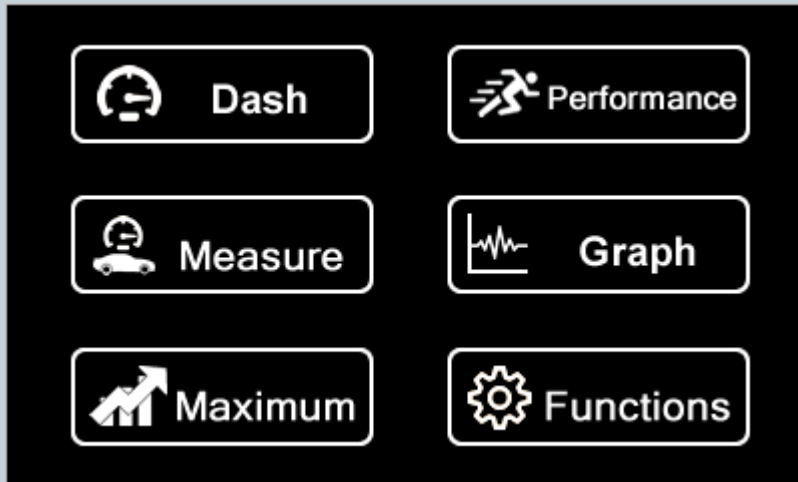 Dash
Performance
Measure
Graph
Maximum
Functions